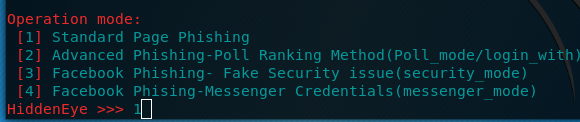 Operation mode:
[1] Standard Page Phishing
[2] Advanced Phishing-Poll Ranking Method(Poll_mode/login_with)
[3] Facebook Phishing- Fake Security issue(security_mode)
[4] Facebook Phising-Messenger Credentials(messenger_mode)
HiddenEye >>> 1